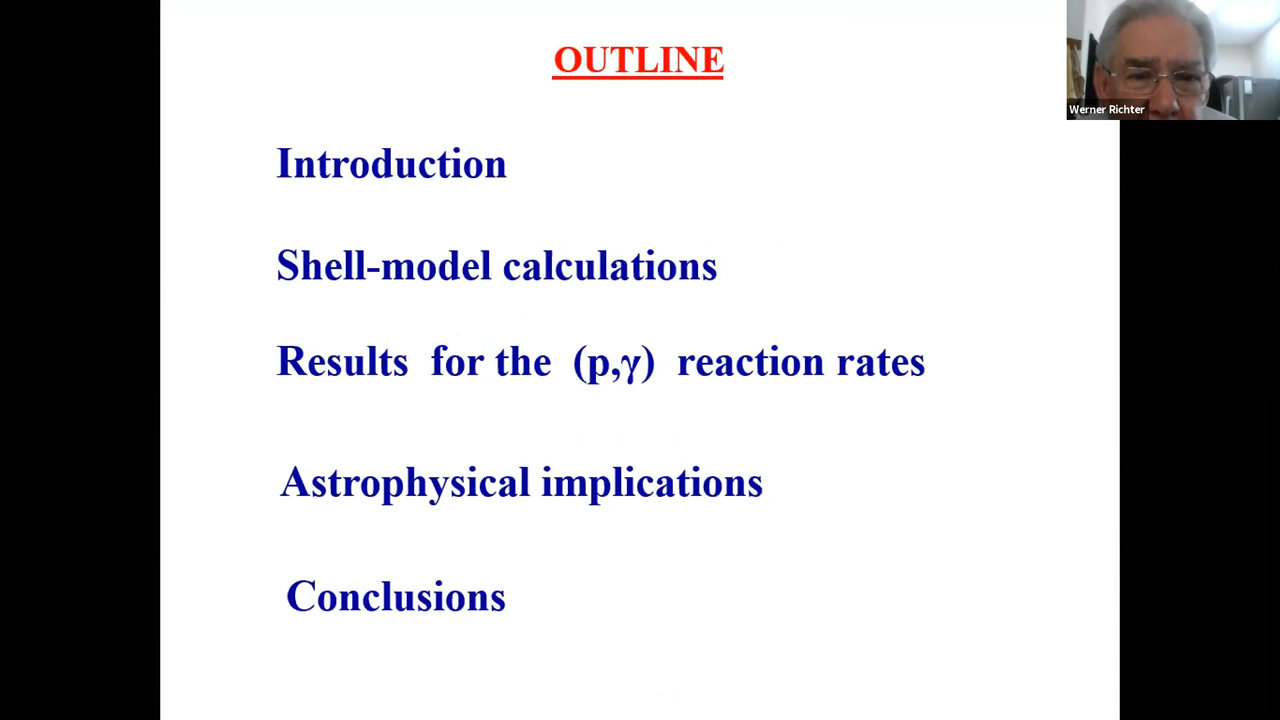 OUTLINE
Werner Richter
Introduction
Shell-model calculations
Results for the (p,γ) reaction rates
Astrophysical implications
Conclusions